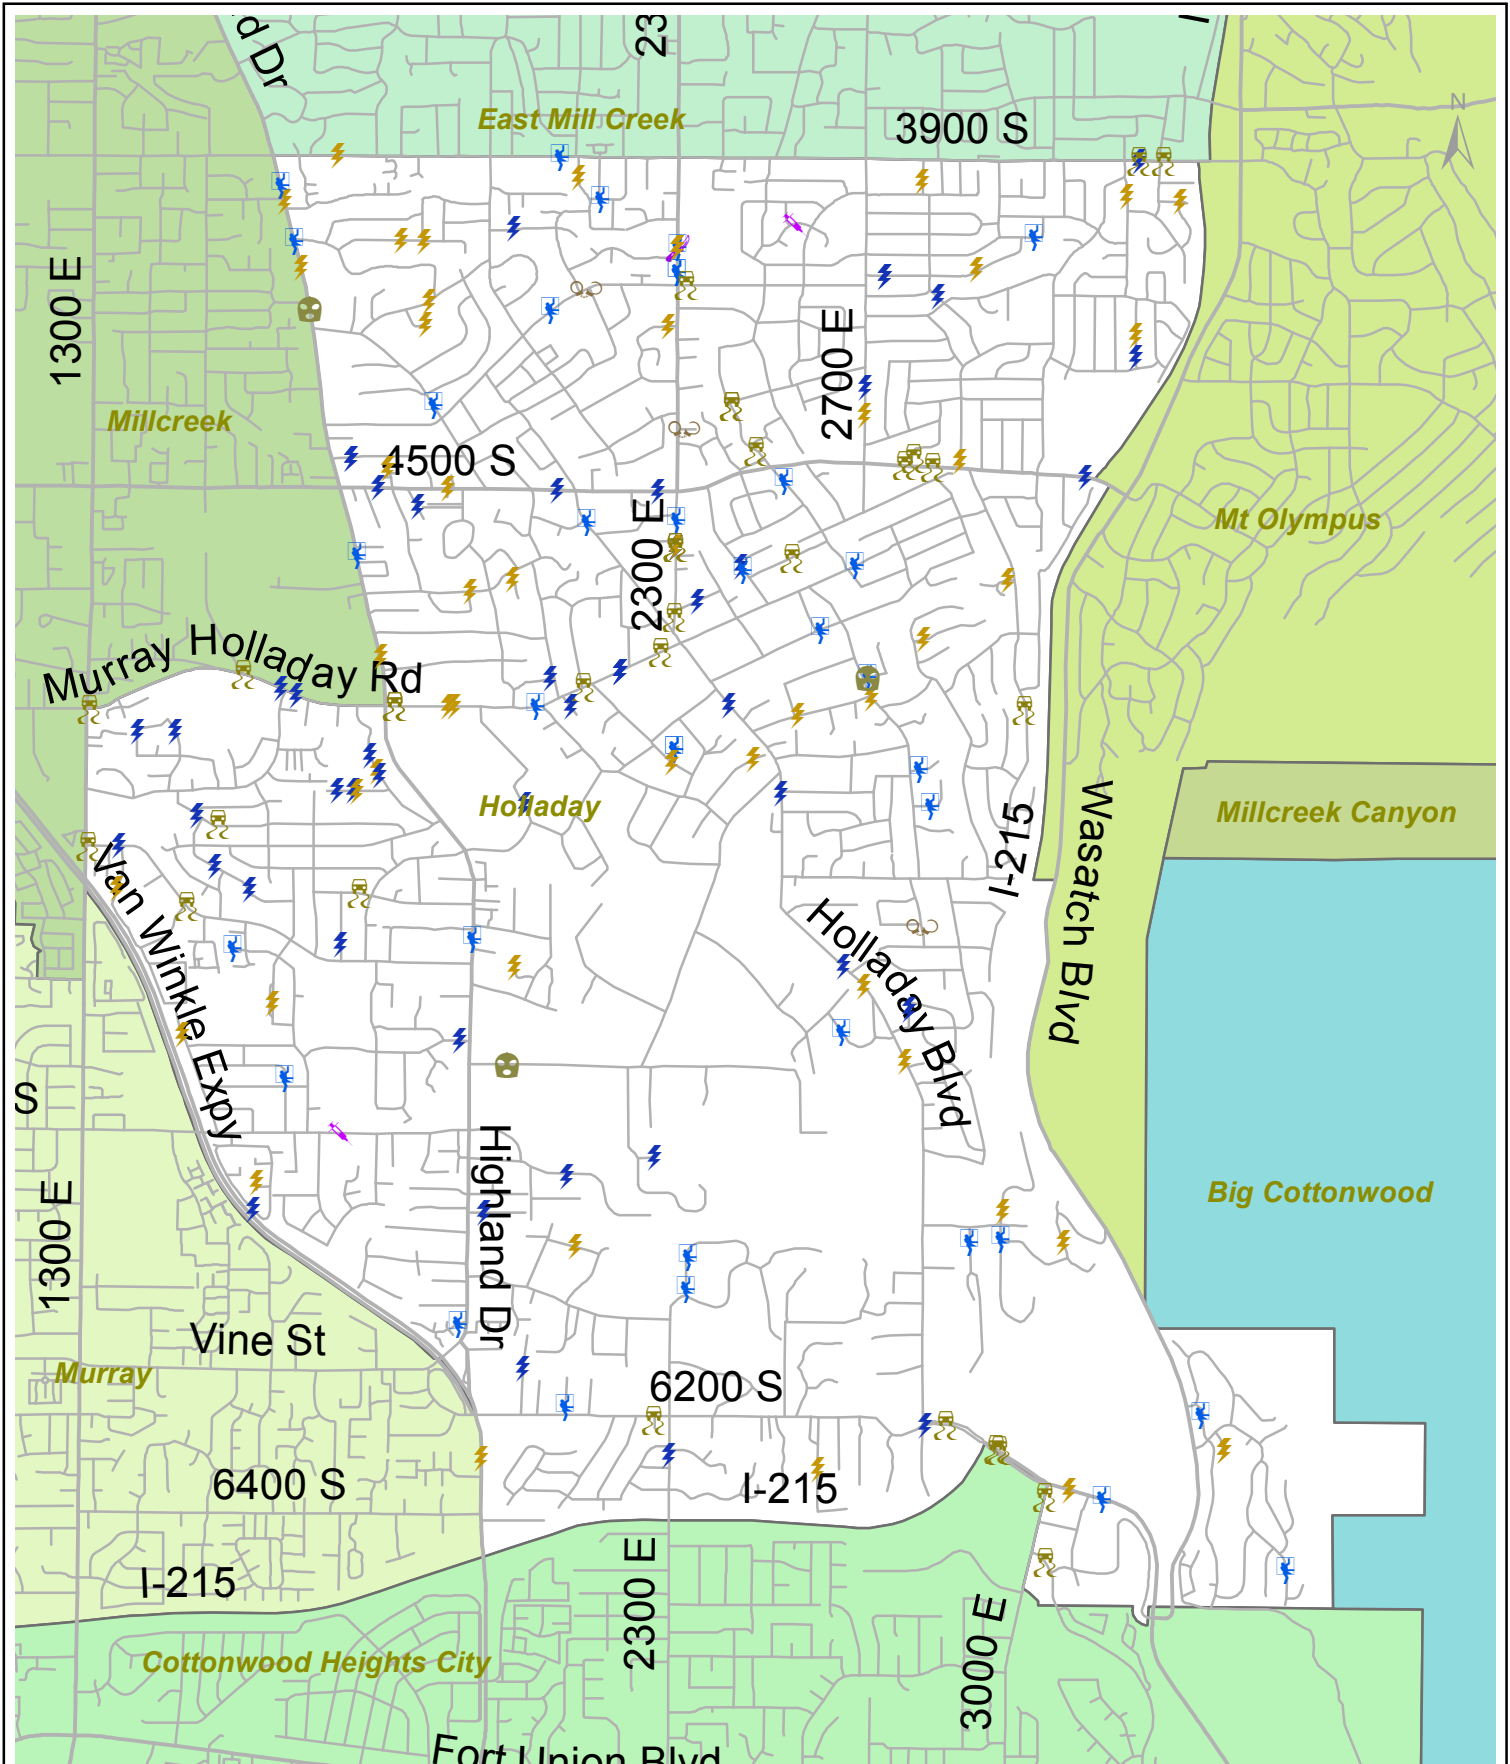 d Dr
23
East Mill Creek
3900 S
N
1300 E
2700 E
Millcreek
4500 S
2300 E
Mt Olympus
Murray Holladay Rd
Holladay
Wasatch Blvd
Millcreek Canyon
I-215
Van Winkle Expy
Holladay Blvd
S
Highland Dr
1300 E
Big Cottonwood
Vine St
Murray
6200 S
6400 S
I-215
I-215
2300 E
3000 E
Cottonwood Heights City
Fort Union Blvd